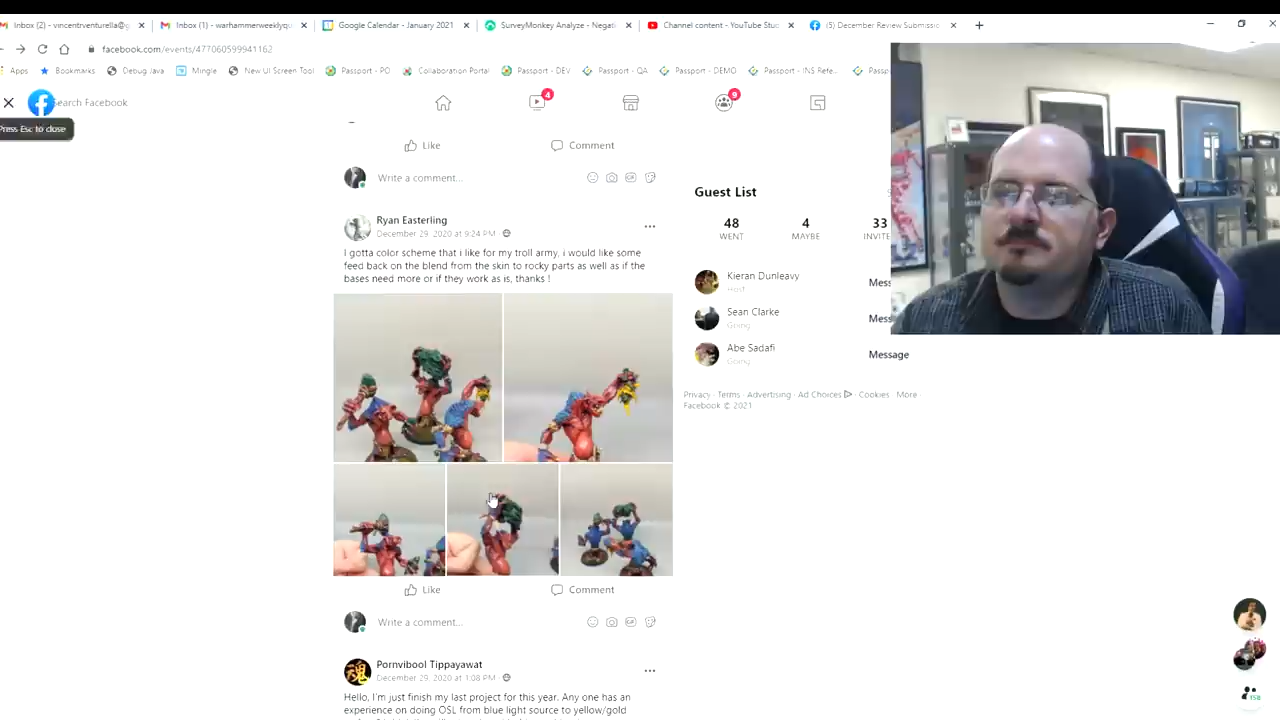 Inbox (2) - vincentrventurella@g
Inbox (1) - warhammerweeklyqu
Google Calendar - January 2021
SurveyMonkey Analyze - Negati
Channel content - YouTube Stud
(5) December Review Submissio
facebook.com/events/477060599941162
Apps
Bookmarks
Debug Java
Mingle
New UI Screen Tool
Passport - PO
Collaboration Portal
Passport - DEV
Passport - QA
Passport - DEMO
Passport - INS Refe...
Passp
Search Facebook
4
9
Press Esc to close
Like
Comment
Write a comment...
Ryan Easterling
December 29, 2020 at 9:24 PM
I gotta color scheme that i like for my troll army, i would like some
feed back on the blend from the skin to rocky parts as well as if the
bases need more or if they work as is, thanks !
Like
Comment
Write a comment...
Pornvibool Tippayawat
December 29, 2020 at 1:08 PM
Hello, I'm just finish my last project for this year. Any one has an
experience on doing OSL from blue light source to yellow/gold
Guest List
48
WENT
4
MAYBE
33
INVITE
Kieran Dunleavy
Host
Mess
Sean Clarke
Going
Mess
Abe Sadafi
Going
Message
Privacy · Terms · Advertising · Ad Choices · Cookies · More ·
Facebook © 2021